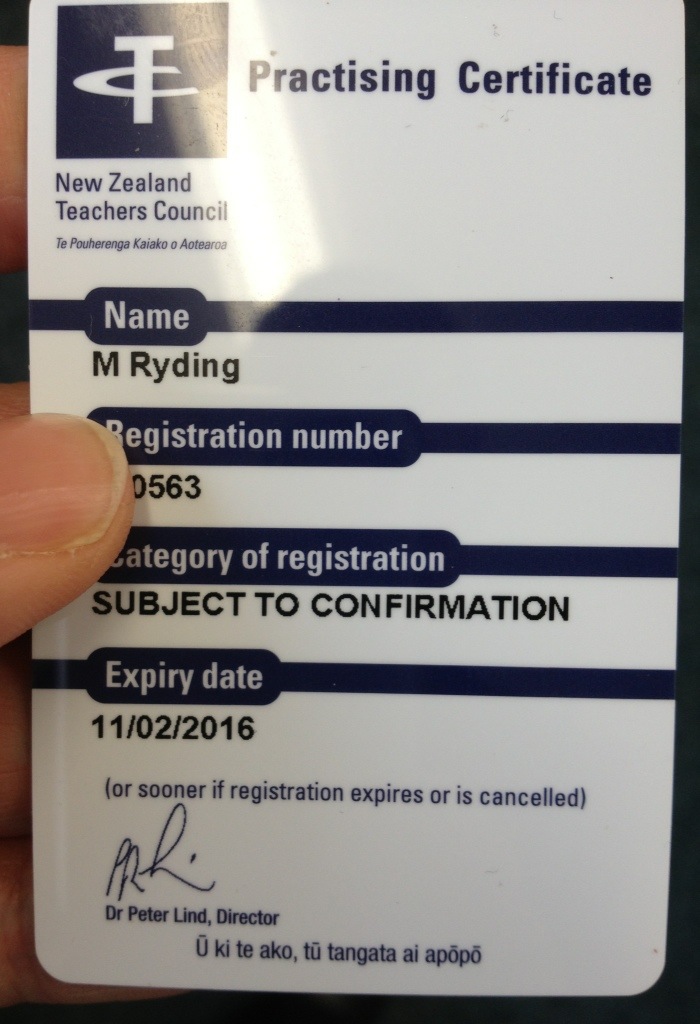 Practising Certificate
New Zealand
Teachers Council
Te Pouherenga Kaiako o Aotearoa
Name
M Ryding
Registration number
0563
Category of registration
SUBJECT TO CONFIRMATION
Expiry date
11/02/2016
(or sooner if registration expires or is cancelled)
Dr Peter Lind, Director
Ū ki te ako, tū tangata ai apōpō